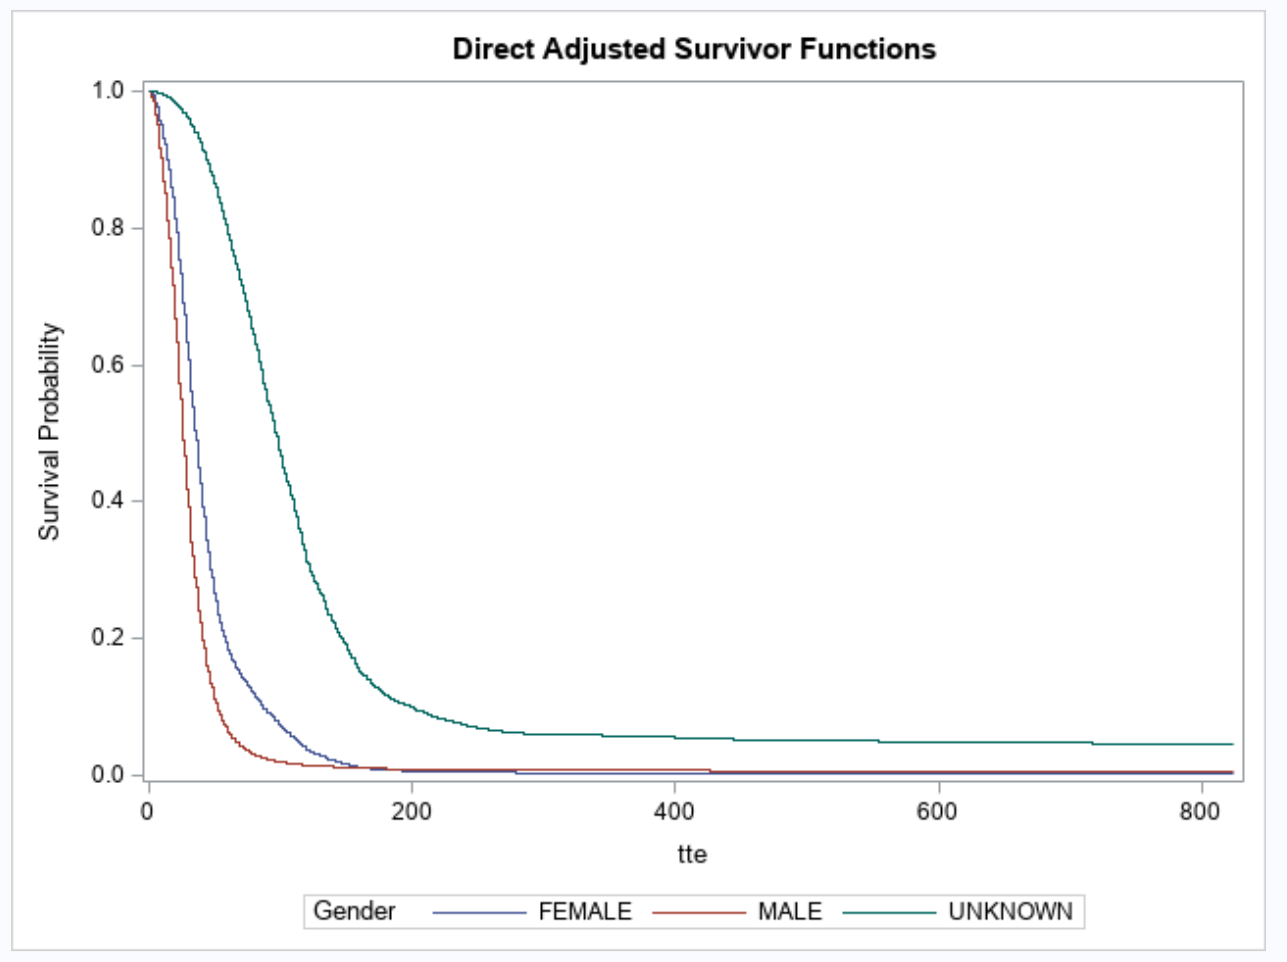 Direct Adjusted Survivor Functions
1.0
0.8
0.6
0.4
0.2
0.0
Survival Probability
0 200 400 600 800
tte
Gender FEMALE MALE UNKNOWN